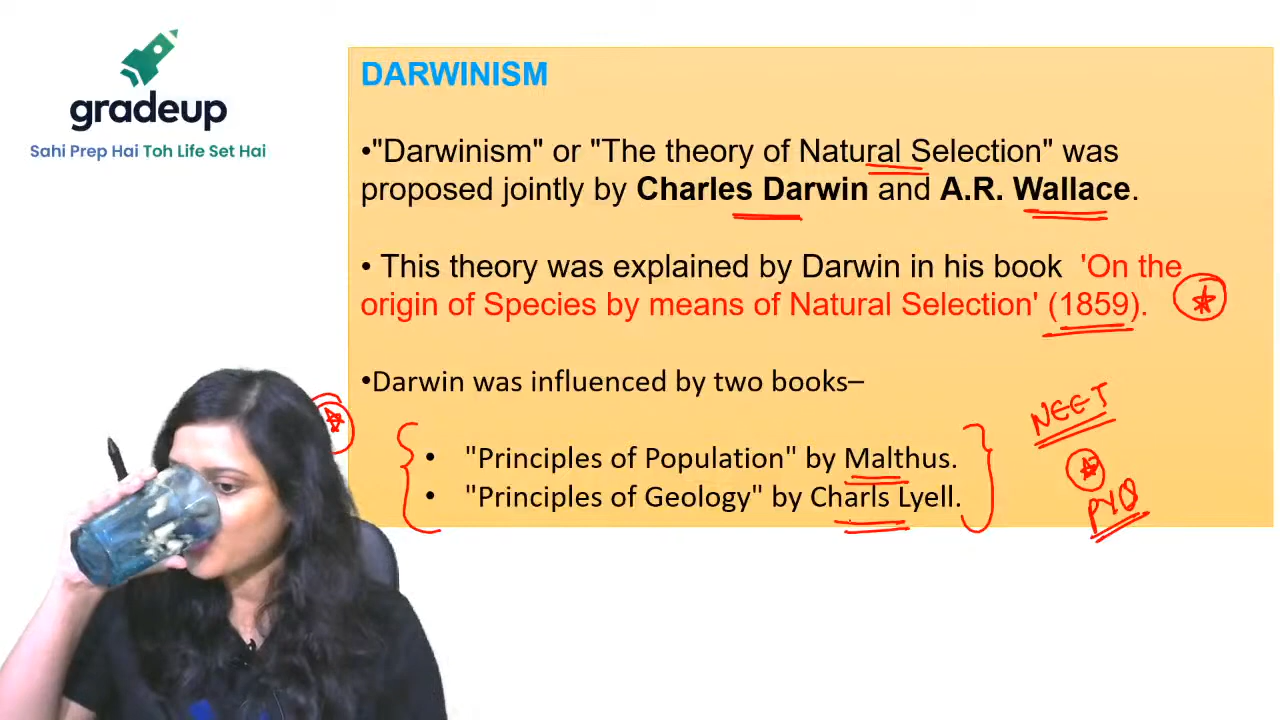 gradeup
Sahi Prep Hai Toh Life Set Hai
DARWINISM
•"Darwinism" or "The theory of Natural Selection" was
proposed jointly by Charles Darwin and A.R. Wallace.
• This theory was explained by Darwin in his book 'On the
origin of Species by means of Natural Selection' (1859).
•Darwin was influenced by two books–
• "Principles of Population" by Malthus.
• "Principles of Geology" by Charls Lyell.
NEET
PYQ